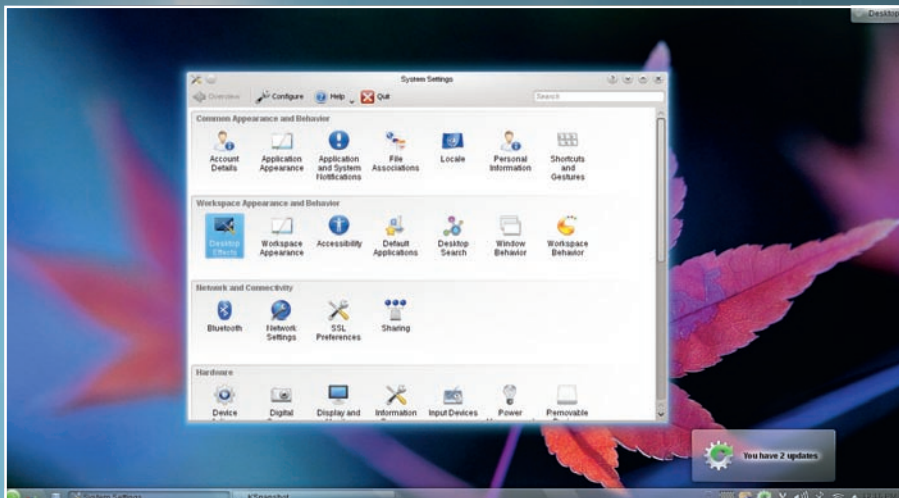 Desktop
System Settings
Overview Configure Help Quit Search
Common Appearance and Behavior
Account Details
Application Appearance
Application and System Notifications
File Associations
Locale
Personal Information
Shortcuts and Gestures
Workspace Appearance and Behavior
Desktop Effects
Workspace Appearance
Accessibility
Default Applications
Desktop Search
Window Behavior
Workspace Behavior
Network and Connectivity
Bluetooth
Network Settings
SSL Preferences
Sharing
Hardware
Device
Digital
Display and
Information
Input Devices
Power
Removable
You have 2 updates
System Settings
KSnapshot